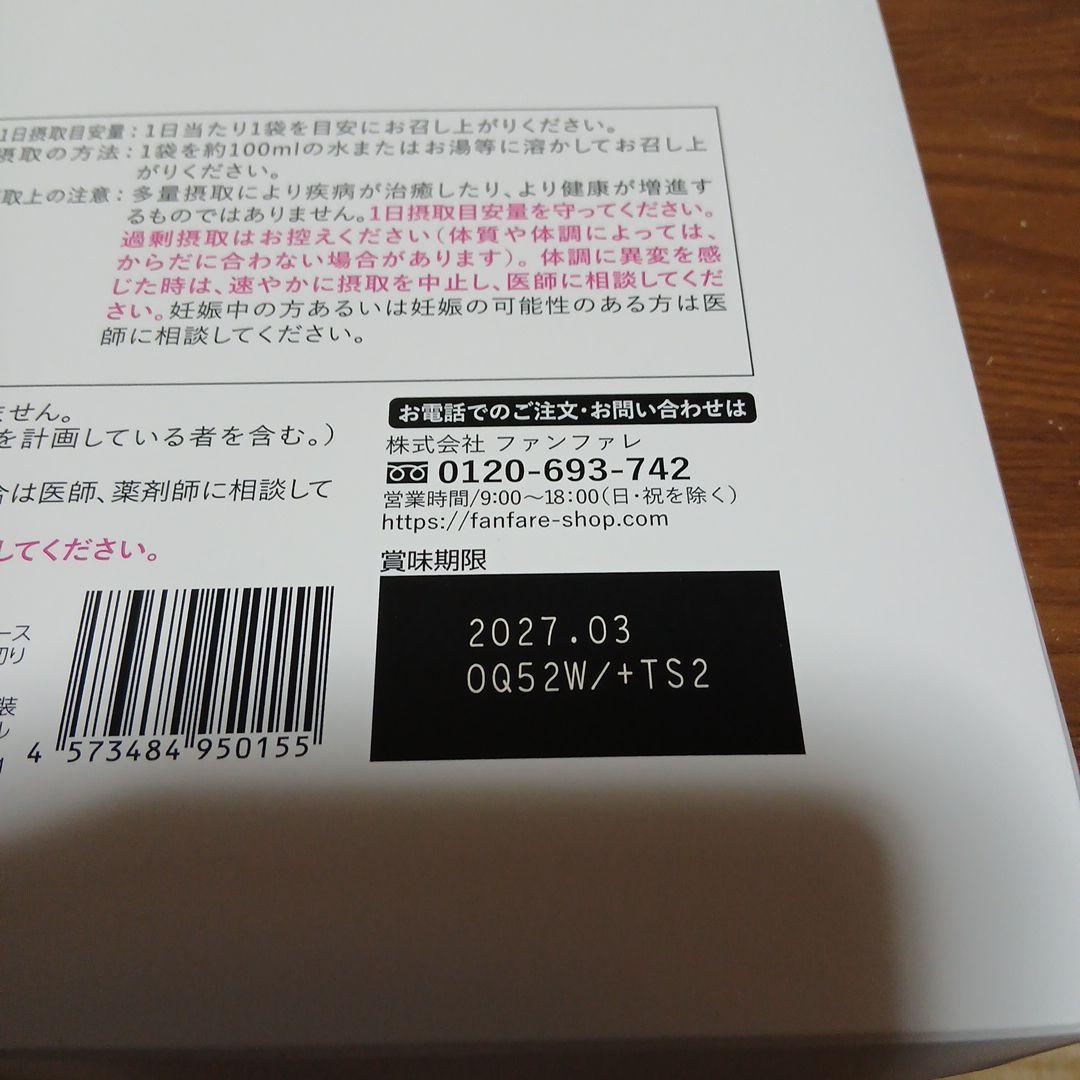 1日摂取目安量：1日当たり1袋を目安にお召し上がりください。
摂取の方法：1袋を約100mlの水またはお湯等に溶かしてお召し上
がりください。
取上の注意：多量摂取により疾病が治癒したり、より健康が増進す
るものではありません。1日摂取目安量を守ってください。
過剰摂取はお控えください（体質や体調によっては、
からだに合わない場合があります）。体調に異変を感
じた時は、速やかに摂取を中止し、医師に相談してくだ
さい。妊娠中の方あるいは妊娠の可能性のある方は医
師に相談してください。
ません。
を計画している者を含む。）
合は医師、薬剤師に相談して
してください。
ース
切り
装
ル
4 573484 950155
お電話でのご注文・お問い合わせは
株式会社 ファンファレ
0120-693-742
営業時間/9:00～18:00（日・祝を除く）
https://fanfare-shop.com
賞味期限
2027.03
0Q52W/+TS2